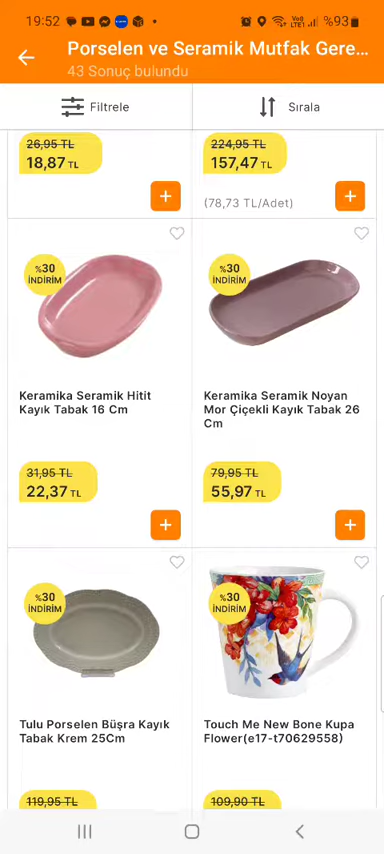 19:52
VoO
LTE1
%93
Porselen ve Seramik Mutfak Gere...
43 Sonuç bulundu
Filtrele
Sırala
26,95 TL
18,87 TL
224,95 TL
157,47 TL
(78,73 TL/Adet)
%30
İNDİRİM
%30
İNDİRİM
Keramika Seramik Hitit
Kayık Tabak 16 Cm
Keramika Seramik Noyan
Mor Çiçekli Kayık Tabak 26
Cm
31,95 TL
22,37 TL
79,95 TL
55,97 TL
%30
İNDİRİM
%30
İNDİRİM
Tulu Porselen Büşra Kayık
Tabak Krem 25Cm
Touch Me New Bone Kupa
Flower(e17-t70629558)
119,95 TL
109,90 TL